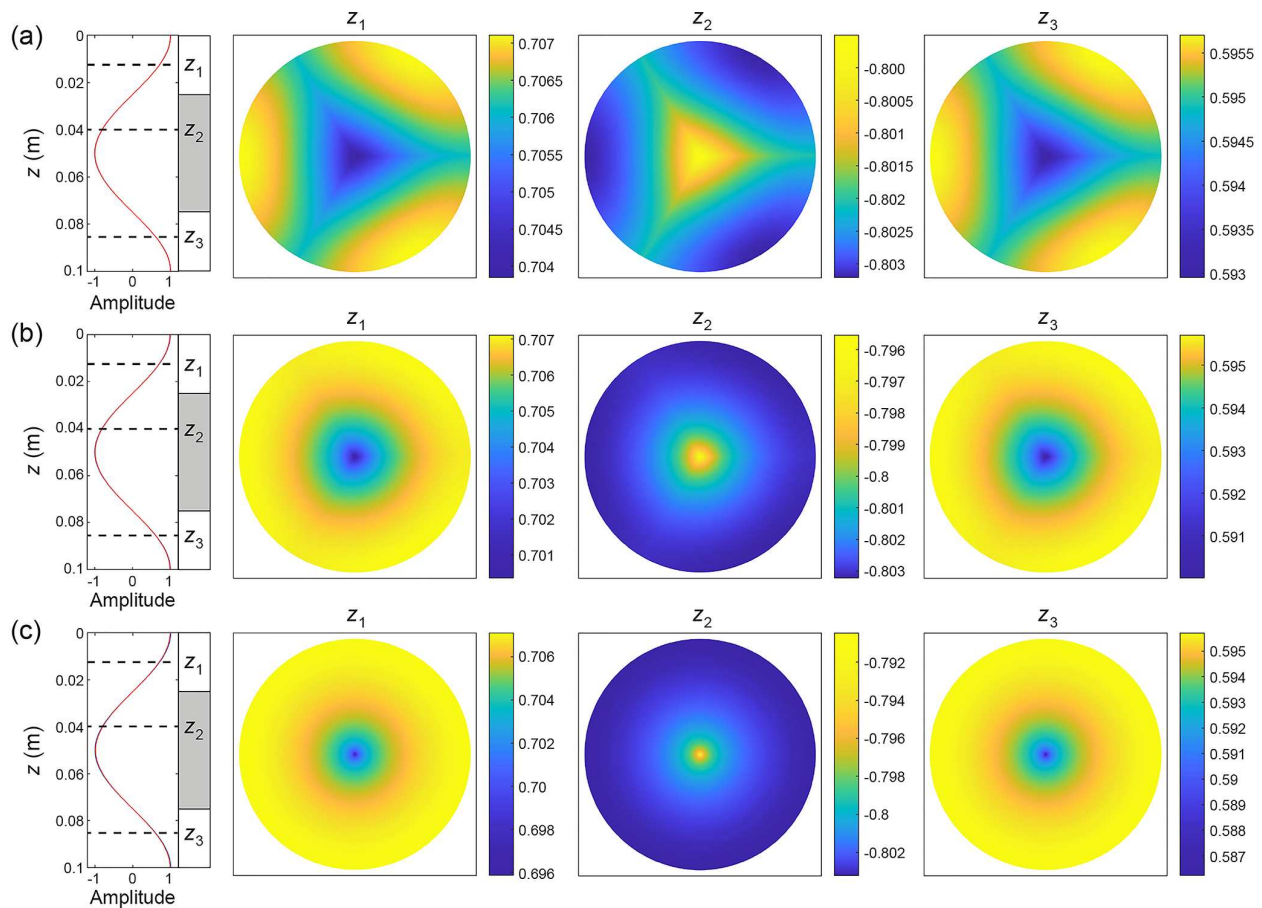 (a)
z1
z2
z3
0
0.02
0.04
0.06
0.08
0.1
z (m)
-1 0 1
Amplitude
z1
z2
z3
0.707
0.7065
0.706
0.7055
0.705
0.7045
0.704
-0.800
-0.8005
-0.801
-0.8015
-0.802
-0.8025
-0.803
0.5955
0.595
0.5945
0.594
0.5935
0.593
(b)
z1
z2
z3
0
0.02
0.04
0.06
0.08
0.1
z (m)
-1 0 1
Amplitude
z1
z2
z3
0.707
0.706
0.705
0.704
0.703
0.702
0.701
-0.796
-0.797
-0.798
-0.799
-0.8
-0.801
-0.802
-0.803
0.595
0.594
0.593
0.592
0.591
(c)
z1
z2
z3
0
0.02
0.04
0.06
0.08
0.1
z (m)
-1 0 1
Amplitude
z1
z2
z3
0.706
0.704
0.702
0.70
0.698
0.696
-0.792
-0.794
-0.796
-0.798
-0.8
-0.802
0.595
0.594
0.593
0.592
0.591
0.59
0.589
0.588
0.587